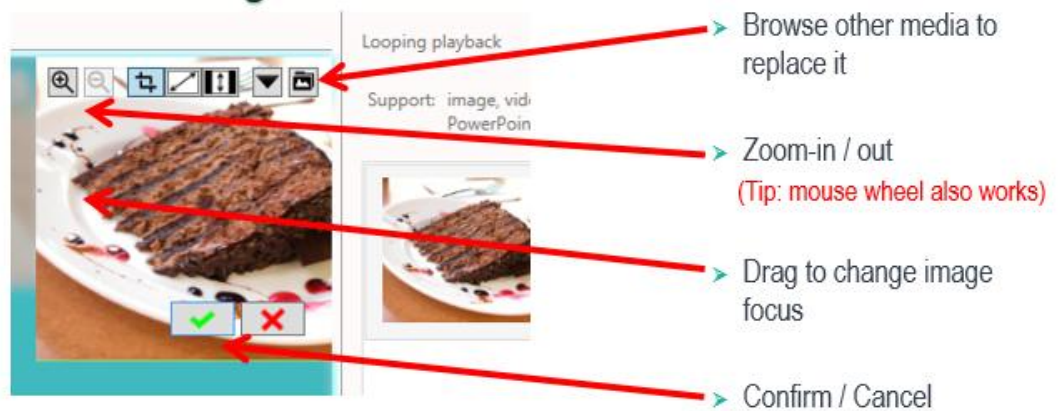 Looping playback
Support: image, vide
PowerPoin
Browse other media to
replace it
Zoom-in / out
(Tip: mouse wheel also works)
Drag to change image
focus
Confirm / Cancel